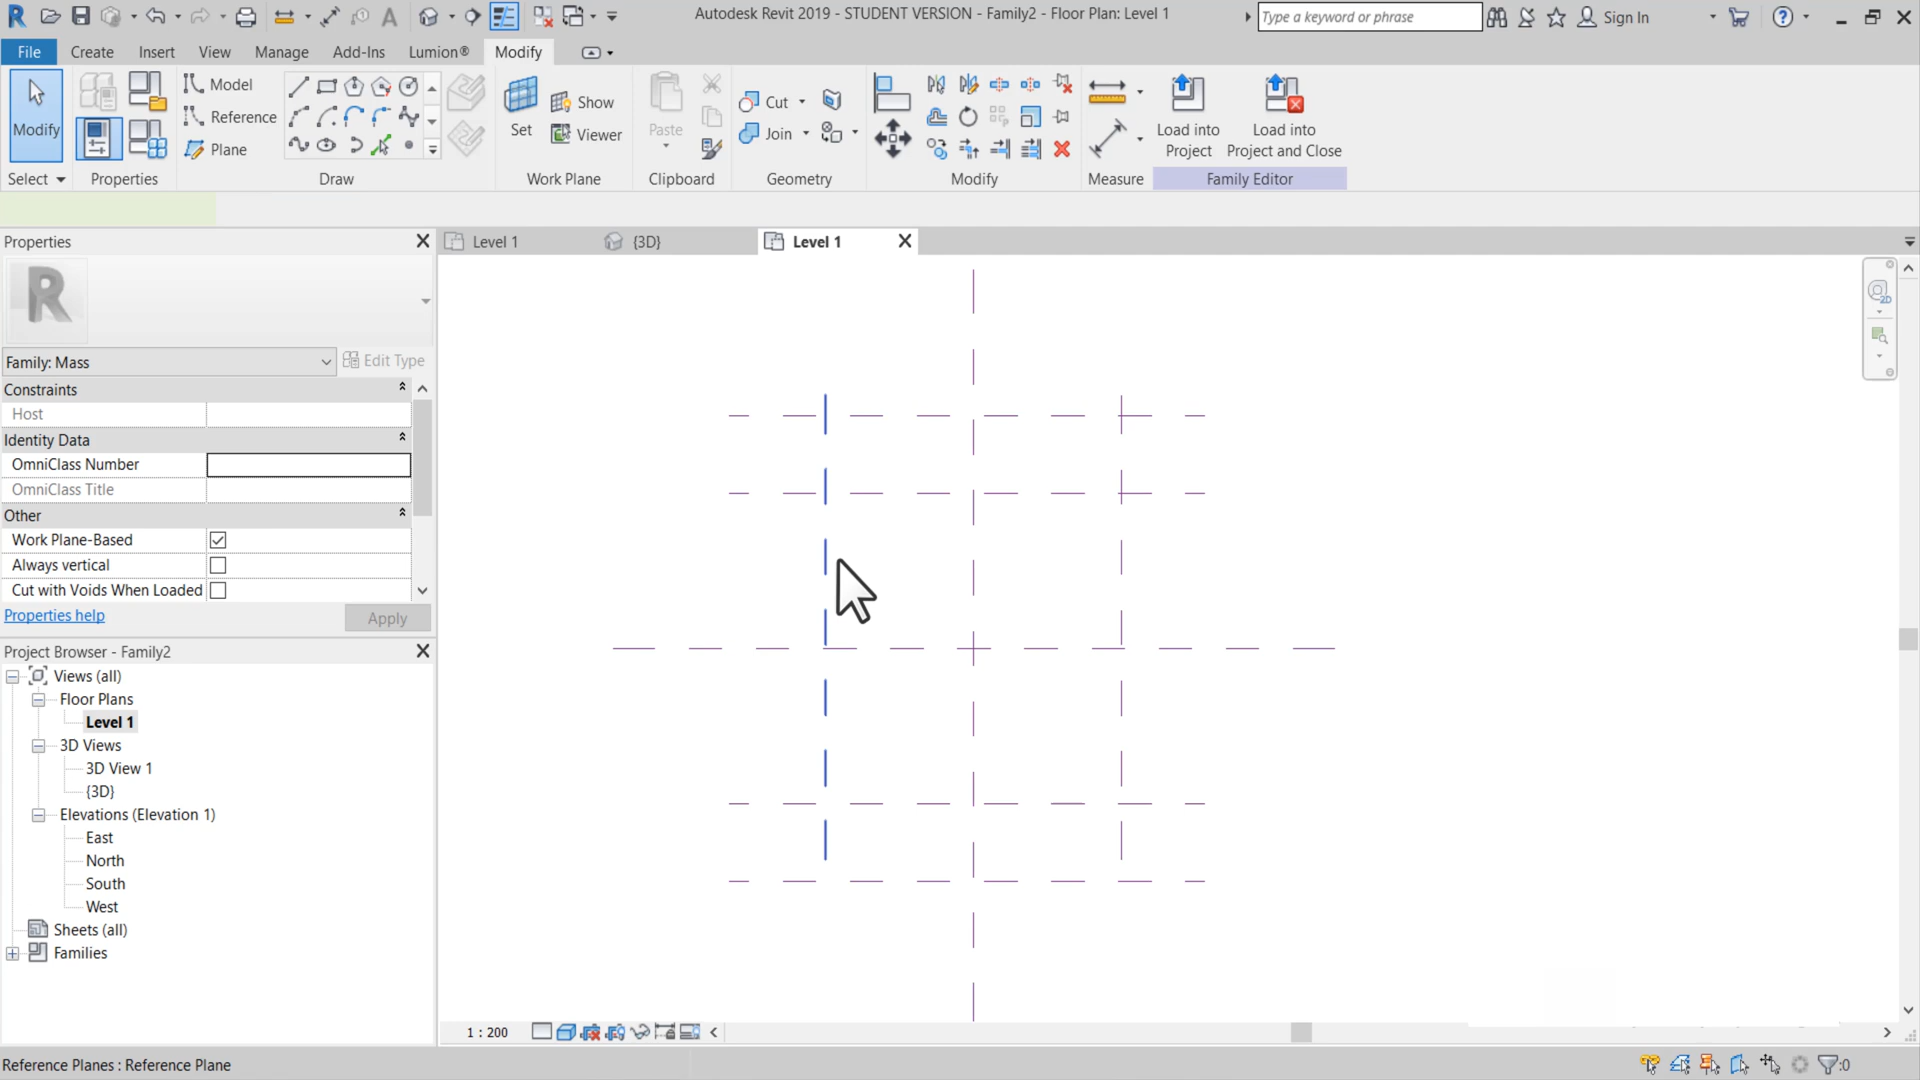 Autodesk Revit 2019 - STUDENT VERSION - Family2 - Floor Plan: Level 1
Type a keyword or phrase
Sign In
File Create Insert View Manage Add-Ins Lumion® Modify
Modify
Model
Reference
Plane
Set
Show
Viewer
Paste
Cut
Join
Load into Project
Load into Project and Close
Select Properties Draw Work Plane Clipboard Geometry Modify Measure Family Editor
Properties
Level 1
{3D}
Level 1
Family: Mass
Edit Type
Constraints
Host
Identity Data
OmniClass Number
OmniClass Title
Other
Work Plane-Based
Always vertical
Cut with Voids When Loaded
Properties help
Apply
Project Browser - Family2
Views (all)
Floor Plans
Level 1
3D Views
3D View 1
{3D}
Elevations (Elevation 1)
East
North
South
West
Sheets (all)
Families
1 : 200
Reference Planes : Reference Plane
:0
2D